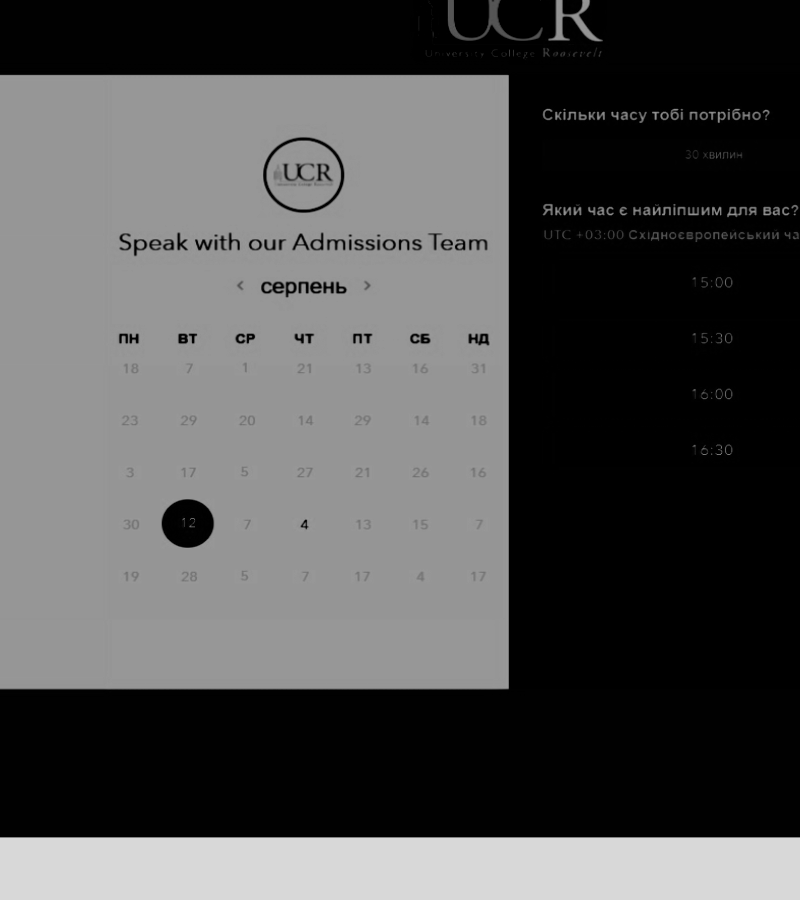 UCR
University College Roosevelt
UCR
Speak with our Admissions Team
< серпень >
ПН ВТ СР ЧТ ПТ СБ НД
18 7 1 21 13 16 31
23 29 20 14 29 14 18
3 17 5 27 21 26 16
30 12 7 4 13 15 7
19 28 5 7 17 4 17
Скільки часу тобі потрібно?
30 хвилин
Який час є найліпшим для вас?
UTC +03:00 Східноєвропейський ча
15:00
15:30
16:00
16:30